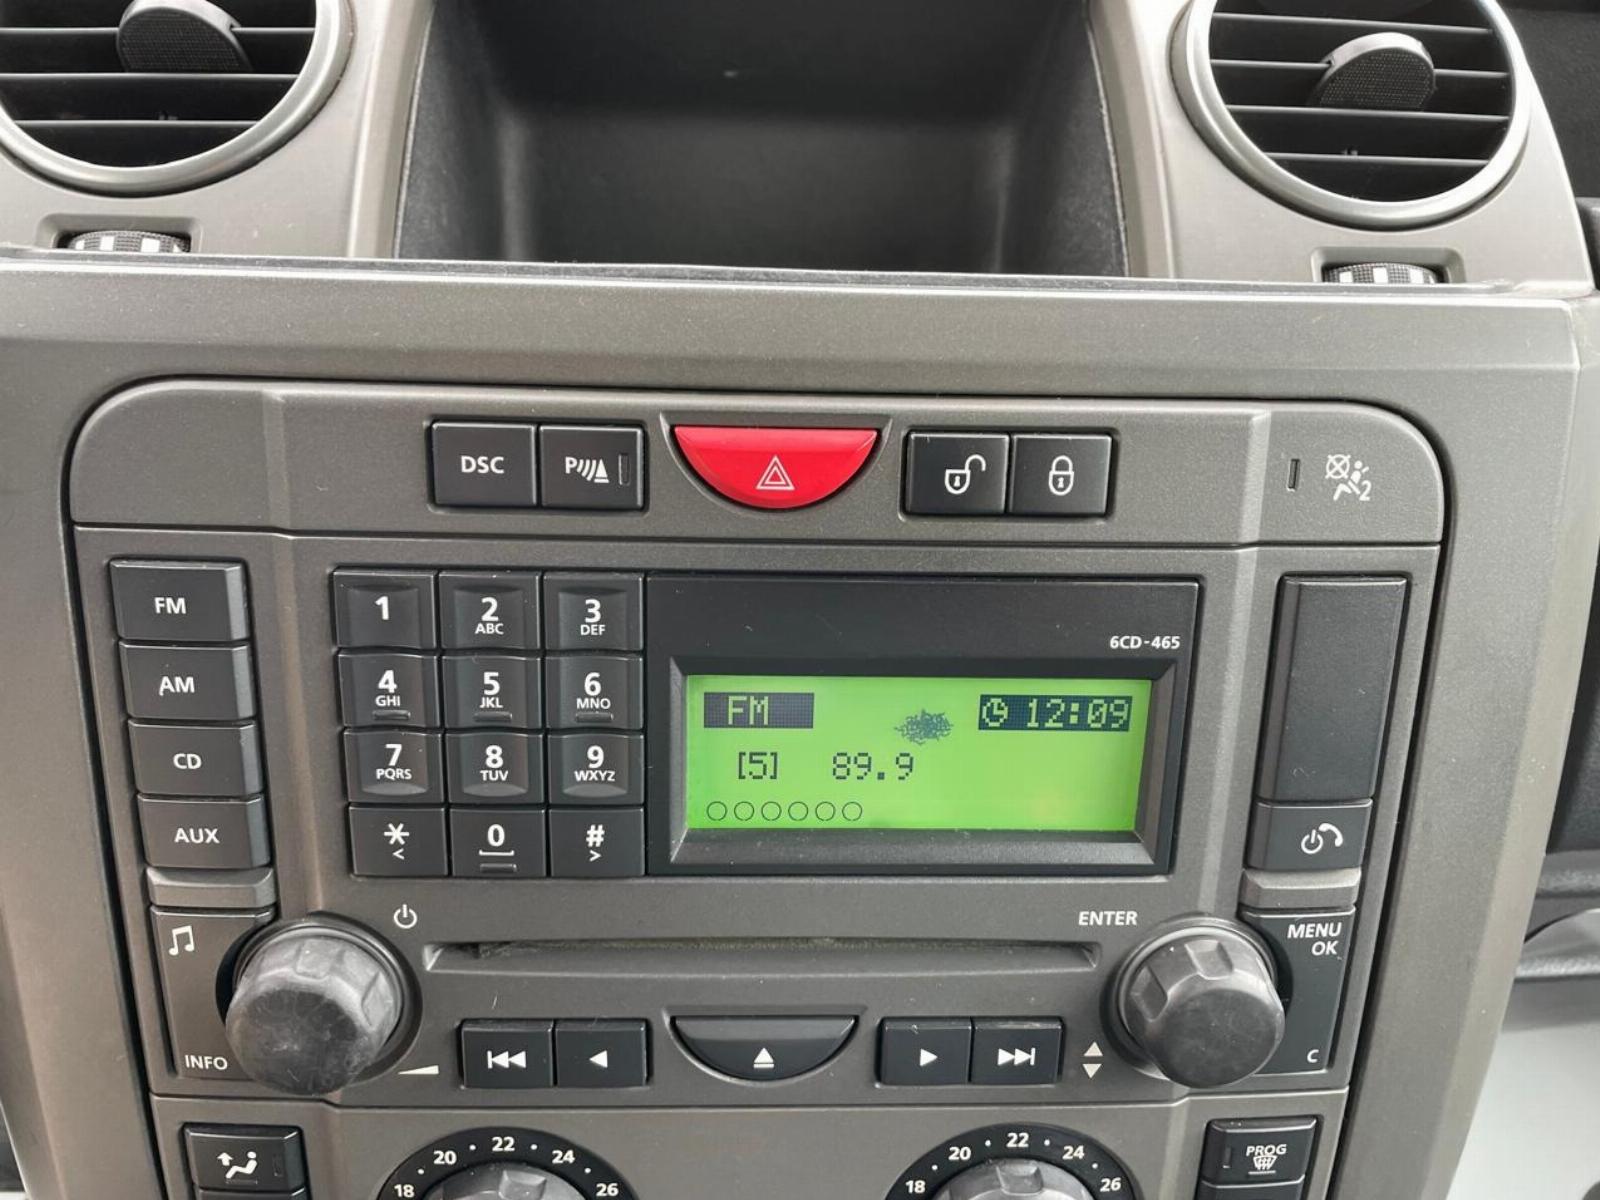 DSC P
2
FM
AM
CD
AUX
1 2 ABC 3 DEF
4 GHI 5 JKL 6 MNO
7 PQRS 8 TUV 9 WXYZ
* < 0 # >
6CD-465
FM 12:09
[5] 89.9
ENTER
MENU
OK
INFO
C
18 20 22 24 26
18 20 22 24 26
PROG